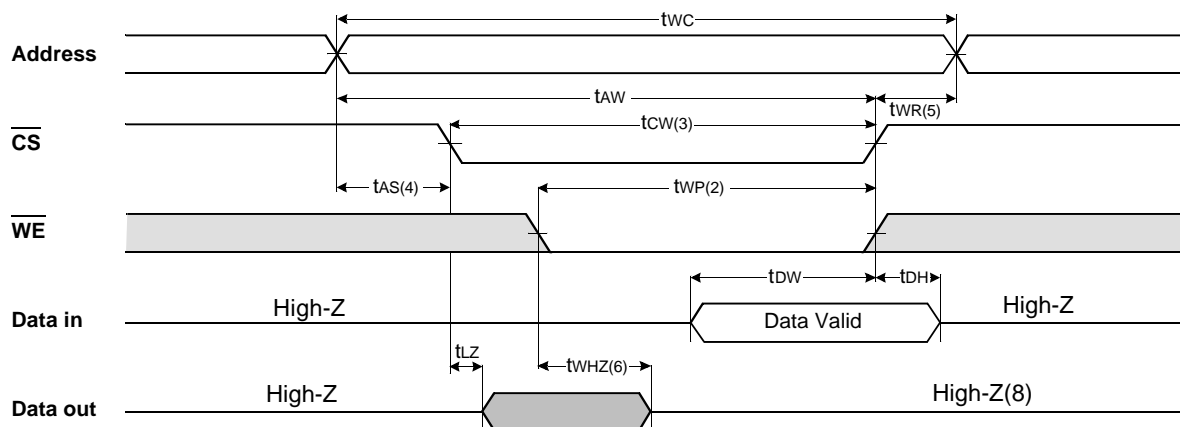 tWC
Address
tAW
tWR(5)
tCW(3)
CS
tAS(4)
tWP(2)
WE
tDW
tDH
High-Z
Data Valid
High-Z
Data in
tLZ
tWHZ(6)
High-Z
High-Z(8)
Data out